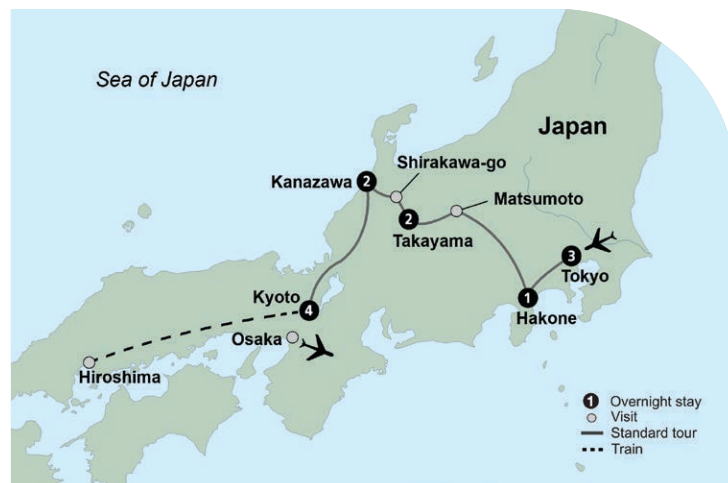 Sea of Japan
Japan
Shirakawa-go
Kanazawa 2
Matsumoto
2
Takayama
3
Tokyo
Kyoto 4
1
Hakone
Osaka
Hiroshima
1 Overnight stay
Visit
Standard tour
Train